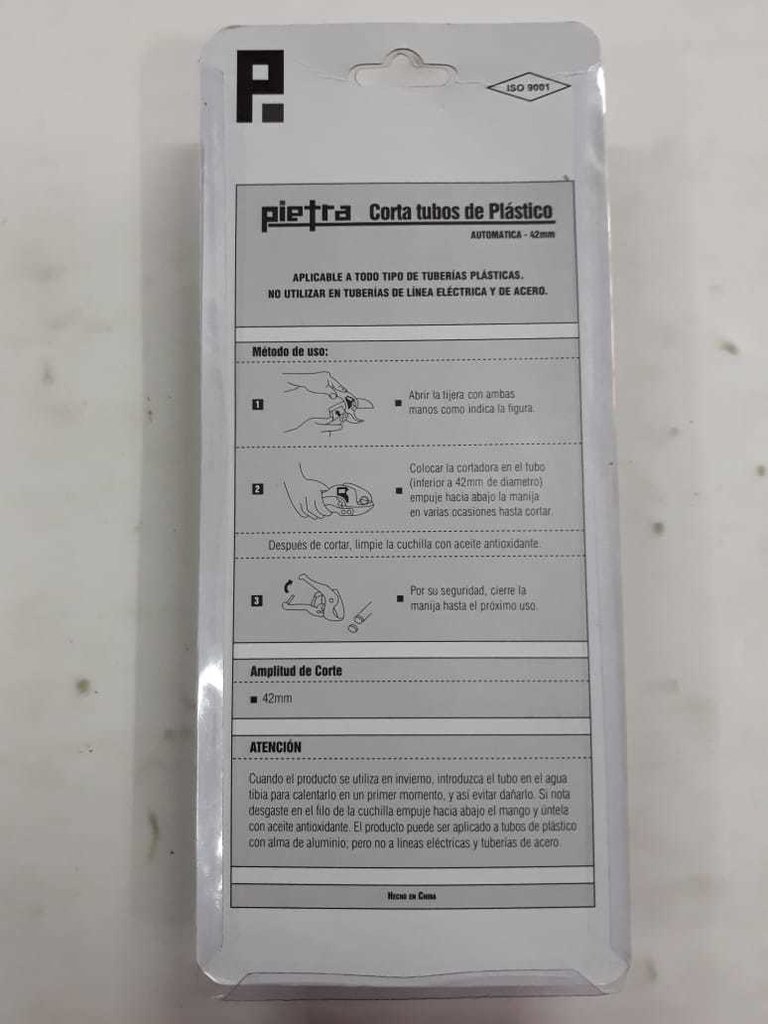 P.
ISO 9001
pietra Corta tubos de Plástico
AUTOMATICA - 42mm
APLICABLE A TODO TIPO DE TUBERÍAS PLÁSTICAS.
NO UTILIZAR EN TUBERÍAS DE LÍNEA ELÉCTRICA Y DE ACERO.
Método de uso:
1
■ Abrir la tijera con ambas
manos como indica la figura.
2
■ Colocar la cortadora en el tubo
(inferior a 42mm de diametro)
empuje hacia abajo la manija
en varias ocasiones hasta cortar.
Después de cortar, limpie la cuchilla con aceite antioxidante.
3
■ Por su seguridad, cierre la
manija hasta el próximo uso.
Amplitud de Corte
■ 42mm
ATENCIÓN
Cuando el producto se utiliza en invierno, introduzca el tubo en el agua
tibia para calentarlo en un primer momento, y así evitar dañarlo. Si nota
desgaste en el filo de la cuchilla empuje hacia abajo el mango y úntela
con aceite antioxidante. El producto puede ser aplicado a tubos de plástico
con alma de aluminio; pero no a lineas eléctricas y tuberías de acero.
HECHO EN CHINA